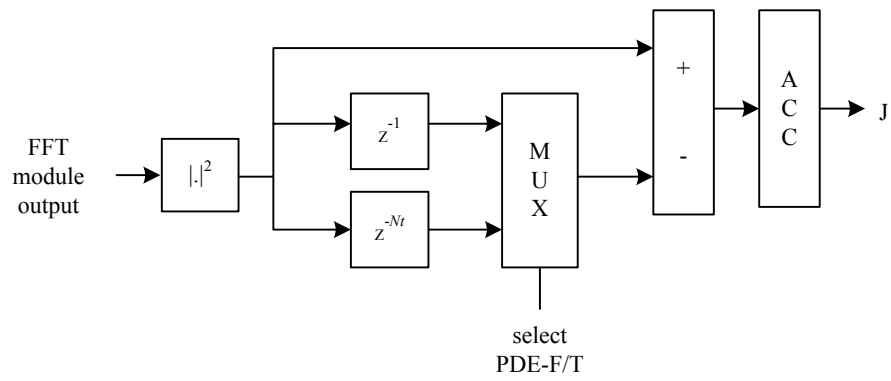 FFT
module
output
|.|²
z⁻¹
z⁻ᴺᵗ
M
U
X
select
PDE-F/T
+
-
A
C
C
J